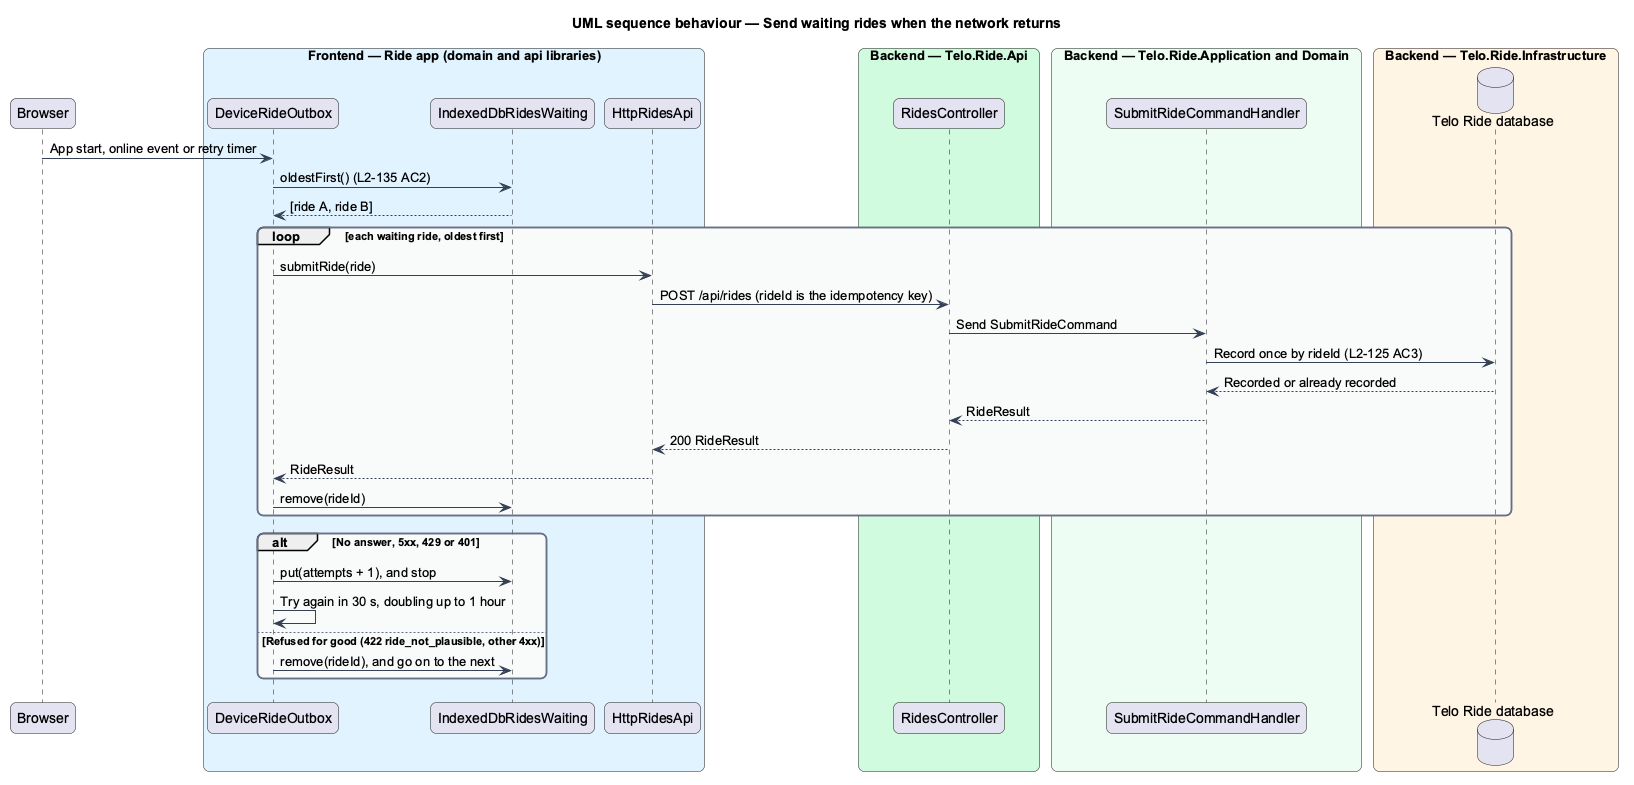 UML sequence behaviour — Send waiting rides when the network returns
Frontend — Ride app (domain and api libraries)
Backend — Telo.Ride.Api
Backend — Telo.Ride.Application and Domain
Backend — Telo.Ride.Infrastructure
Browser
DeviceRideOutbox
IndexedDbRidesWaiting
HttpRidesApi
RidesController
SubmitRideCommandHandler
Telo Ride database
App start, online event or retry timer
oldestFirst() (L2-135 AC2)
[ride A, ride B]
loop
[each waiting ride, oldest first]
submitRide(ride)
POST /api/rides (rideId is the idempotency key)
Send SubmitRideCommand
Record once by rideId (L2-125 AC3)
Recorded or already recorded
RideResult
200 RideResult
RideResult
remove(rideId)
alt
[No answer, 5xx, 429 or 401]
put(attempts + 1), and stop
Try again in 30 s, doubling up to 1 hour
[Refused for good (422 ride_not_plausible, other 4xx)]
remove(rideId), and go on to the next
Browser
DeviceRideOutbox
IndexedDbRidesWaiting
HttpRidesApi
RidesController
SubmitRideCommandHandler
Telo Ride database